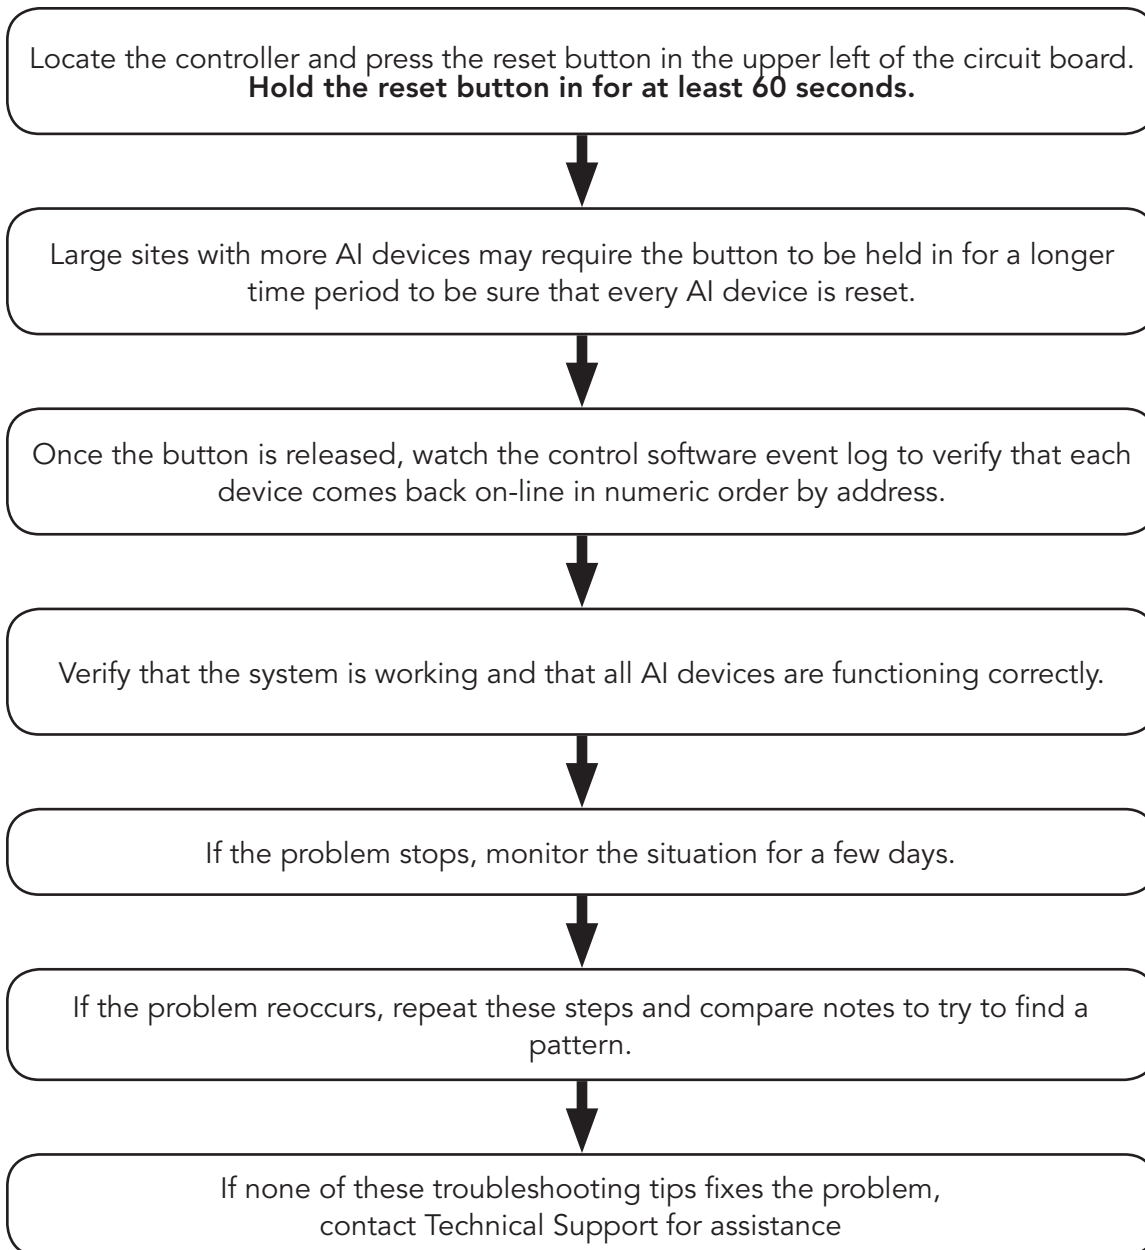 Locate the controller and press the reset button in the upper left of the circuit board.
Hold the reset button in for at least 60 seconds.
Large sites with more AI devices may require the button to be held in for a longer
time period to be sure that every AI device is reset.
Once the button is released, watch the control software event log to verify that each
device comes back on-line in numeric order by address.
Verify that the system is working and that all AI devices are functioning correctly.
If the problem stops, monitor the situation for a few days.
If the problem reoccurs, repeat these steps and compare notes to try to find a
pattern.
If none of these troubleshooting tips fixes the problem,
contact Technical Support for assistance